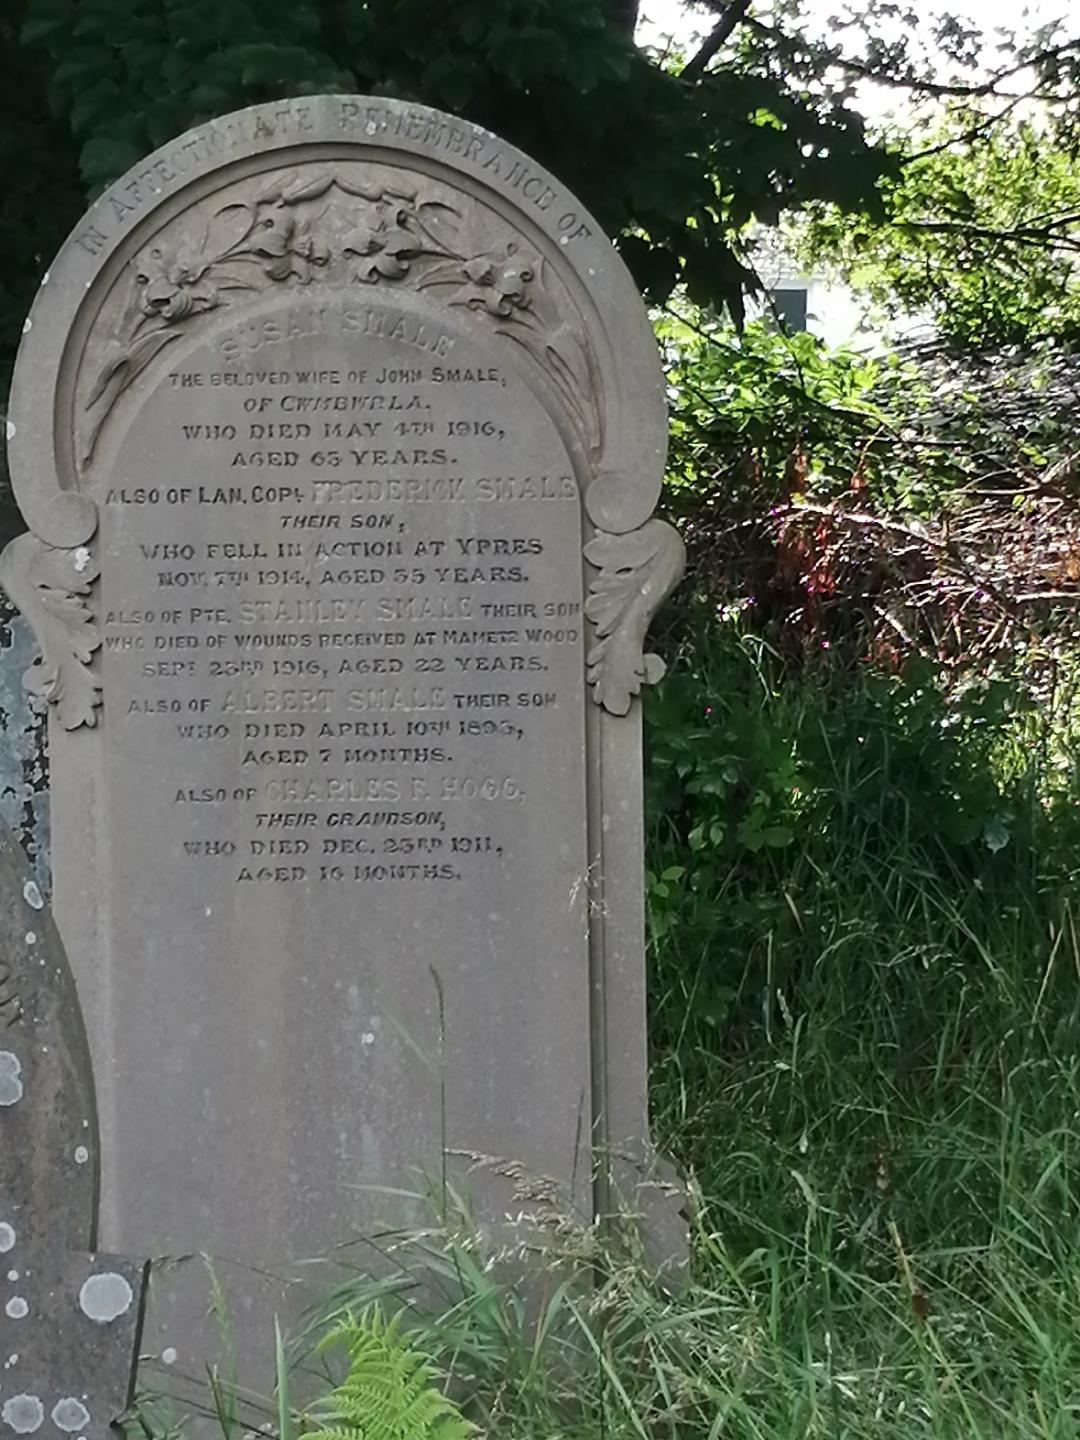 IN AFFECTIONATE REMEMBRANCE OF
SUSAN SMALE
THE BELOVED WIFE OF JOHN SMALE,
OF CWMBWRLA.
WHO DIED MAY 4TH 1916,
AGED 63 YEARS.
ALSO OF LAN. COPL. FREDERICK SMALE
THEIR SON,
WHO FELL IN ACTION AT YPRES
NOV. 7TH 1914, AGED 35 YEARS.
ALSO OF PTE. STANLEY SMALE THEIR SON
WHO DIED OF WOUNDS RECEIVED AT MAMETZ WOOD
SEPT 23RD 1916, AGED 22 YEARS.
ALSO OF ALBERT SMALE THEIR SON
WHO DIED APRIL 10TH 1893,
AGED 7 MONTHS.
ALSO OF CHARLES F. HOGG,
THEIR GRANDSON,
WHO DIED DEC. 23RD 1911,
AGED 16 MONTHS.